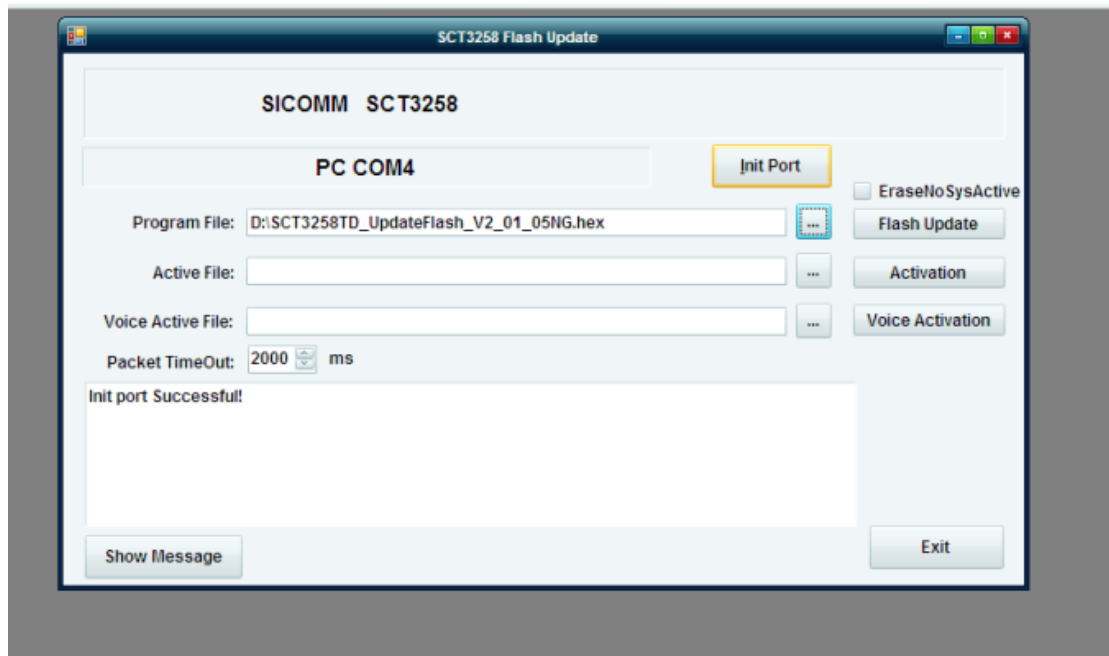 SCT3258 Flash Update
SICOMM SCT3258
PC COM4
Init Port
EraseNoSysActive
Program File: D:\SCT3258TD_UpdateFlash_V2_01_05NG.hex ... Flash Update
Active File: ... Activation
Voice Active File: ... Voice Activation
Packet TimeOut: 2000 ms
Init port Successful!
Show Message
Exit